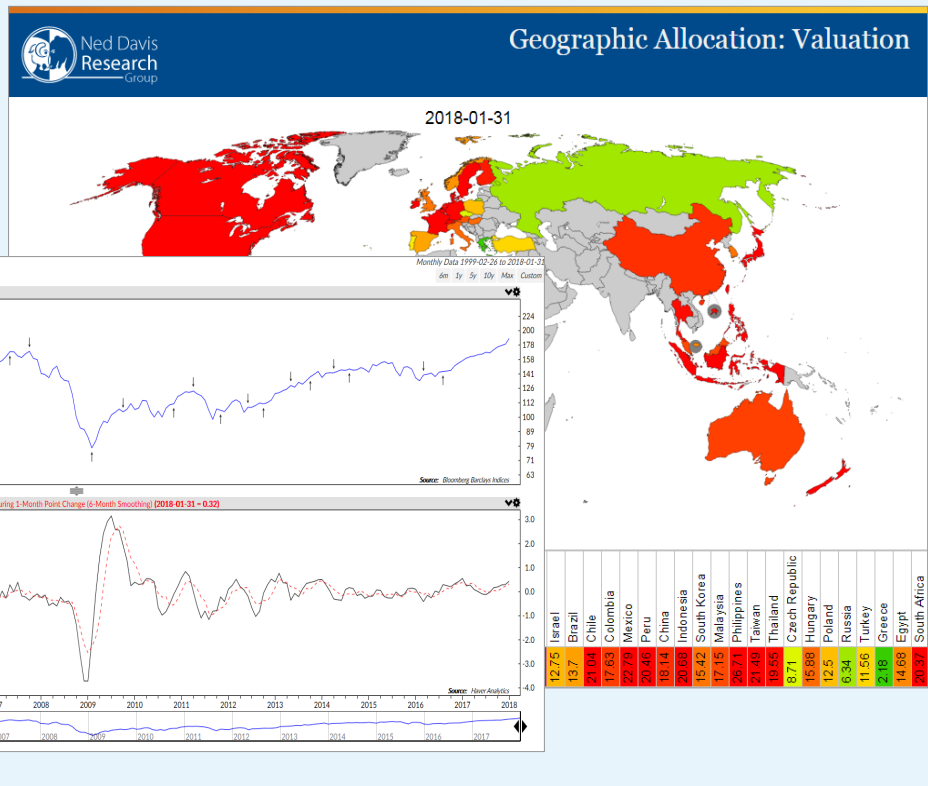 Ned Davis
Research
Group
Geographic Allocation: Valuation
2018-01-31
Monthly Data 1999-02-26 to 2018-01-31
6m 1y 5y 10y Max Custom
224
200
178
158
141
126
112
100
89
79
71
63
Source: Bloomberg Barclays Indices
uring 1-Month Point Change (6-Month Smoothing) (2018-01-31 = 0.32)
3.0
2.0
1.0
0.0
-1.0
-2.0
-3.0
-4.0
Source: Haver Analytics
7 2008 2009 2010 2011 2012 2013 2014 2015 2016 2017 2018
07 2008 2009 2010 2011 2012 2013 2014 2015 2016 2017
Israel 12.75
Brazil 13.7
Chile 21.04
Colombia 17.63
Mexico 22.79
Peru 20.46
China 18.14
Indonesia 20.68
South Korea 15.42
Malaysia 17.15
Philippines 26.71
Taiwan 21.49
Thailand 19.55
Czech Republic 8.71
Hungary 15.88
Poland 12.5
Russia 6.34
Turkey 11.56
Greece 2.18
Egypt 14.68
South Africa 20.37